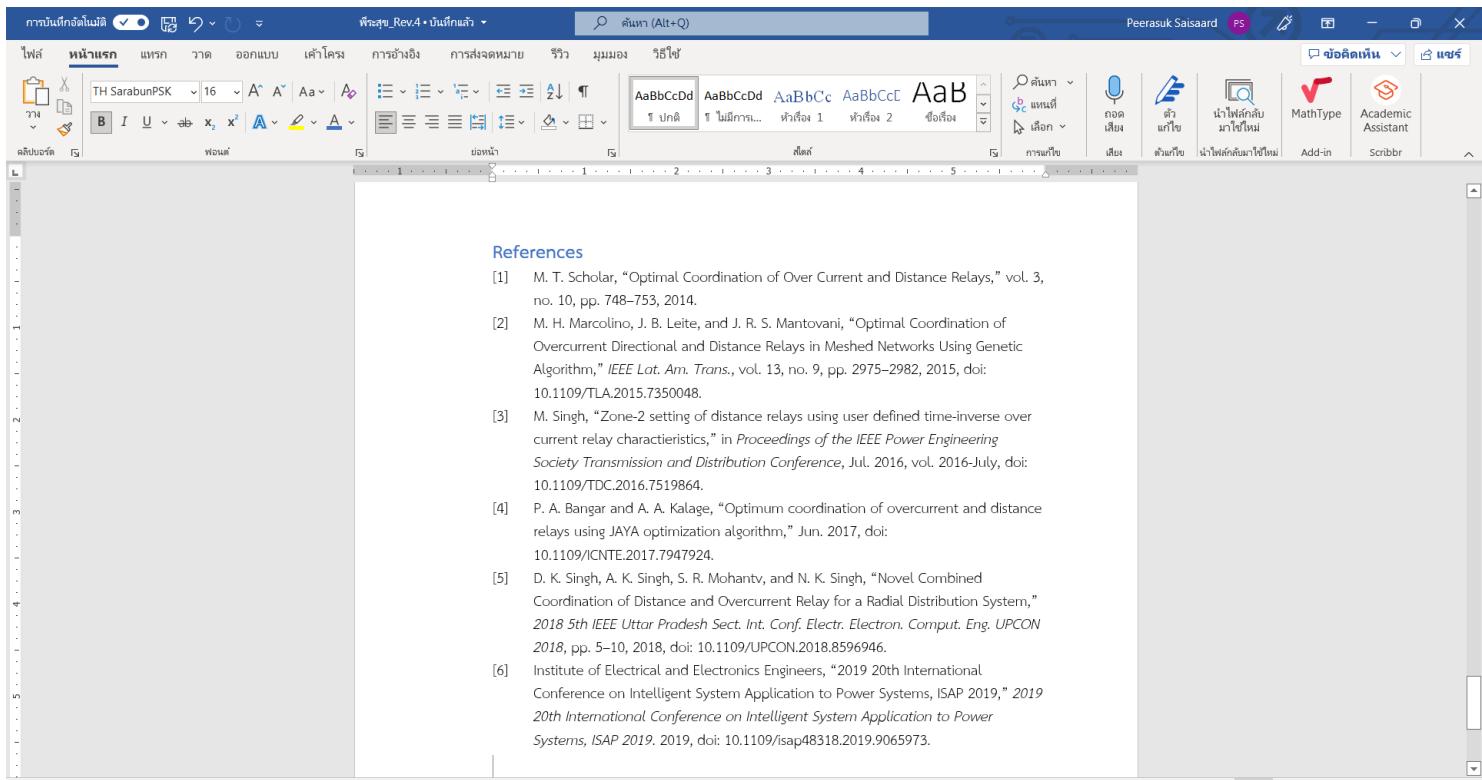 การบันทึกอัตโนมัติ
พีระสุข_Rev.4 • บันทึกแล้ว
ค้นหา (Alt+Q)
Peerasuk Saisaard PS
ไฟล์ หน้าแรก แทรก วาด ออกแบบ เค้าโครง การอ้างอิง การส่งจดหมาย รีวิว มุมมอง วิธีใช้
ข้อคิดเห็น แชร์
วาง
TH SarabunPSK 16 A A Aa A
B I U ab x₂ x² A A
AaBbCcDd AaBbCcDd AaBbCc AaBbCcE AaB
¶ ปกติ ¶ ไม่มีการเ... หัวเรื่อง 1 หัวเรื่อง 2 ชื่อเรื่อง
ค้นหา
แทนที่
เลือก
ถอดเสียง
ตัวแก้ไข
นำไฟล์กลับมาใช้ใหม่
MathType
Academic Assistant
คลิปบอร์ด ฟอนต์ ย่อหน้า สไตล์ การแก้ไข เสียง ตัวแก้ไข นำไฟล์กลับมาใช้ใหม่ Add-in Scribbr
1 1 2 3 4 5
1
2
3
4
5
References
[1] M. T. Scholar, “Optimal Coordination of Over Current and Distance Relays,” vol. 3,
no. 10, pp. 748–753, 2014.
[2] M. H. Marcolino, J. B. Leite, and J. R. S. Mantovani, “Optimal Coordination of
Overcurrent Directional and Distance Relays in Meshed Networks Using Genetic
Algorithm,” IEEE Lat. Am. Trans., vol. 13, no. 9, pp. 2975–2982, 2015, doi:
10.1109/TLA.2015.7350048.
[3] M. Singh, “Zone-2 setting of distance relays using user defined time-inverse over
current relay charactieristics,” in Proceedings of the IEEE Power Engineering
Society Transmission and Distribution Conference, Jul. 2016, vol. 2016-July, doi:
10.1109/TDC.2016.7519864.
[4] P. A. Bangar and A. A. Kalage, “Optimum coordination of overcurrent and distance
relays using JAYA optimization algorithm,” Jun. 2017, doi:
10.1109/ICNTE.2017.7947924.
[5] D. K. Singh, A. K. Singh, S. R. Mohantv, and N. K. Singh, “Novel Combined
Coordination of Distance and Overcurrent Relay for a Radial Distribution System,”
2018 5th IEEE Uttar Pradesh Sect. Int. Conf. Electr. Electron. Comput. Eng. UPCON
2018, pp. 5–10, 2018, doi: 10.1109/UPCON.2018.8596946.
[6] Institute of Electrical and Electronics Engineers, “2019 20th International
Conference on Intelligent System Application to Power Systems, ISAP 2019,” 2019
20th International Conference on Intelligent System Application to Power
Systems, ISAP 2019. 2019, doi: 10.1109/isap48318.2019.9065973.